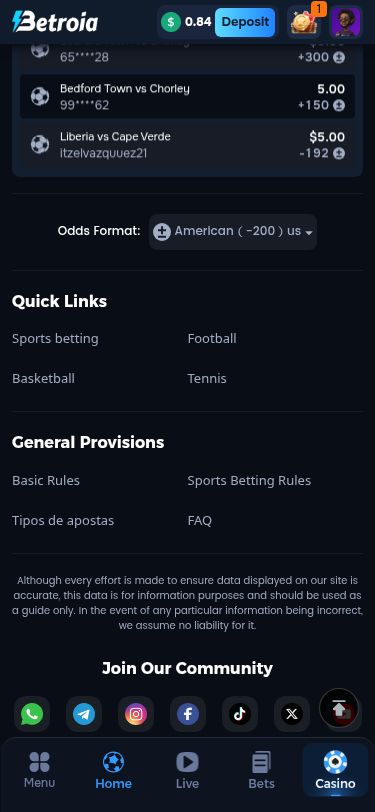 Betroia
$ 0.84 Deposit
1
65****28 +300
Bedford Town vs Chorley 5.00
99****62 +150
Liberia vs Cape Verde $5.00
itzelvazquuez21 -192
Odds Format: American ( -200 ) us
Quick Links
Sports betting Football
Basketball Tennis
General Provisions
Basic Rules Sports Betting Rules
Tipos de apostas FAQ
Although every effort is made to ensure data displayed on our site is
accurate, this data is for information purposes and should be used as
a guide only. In the event of any particular information being incorrect,
we assume no liability for it.
Join Our Community
Menu Home Live Bets Casino